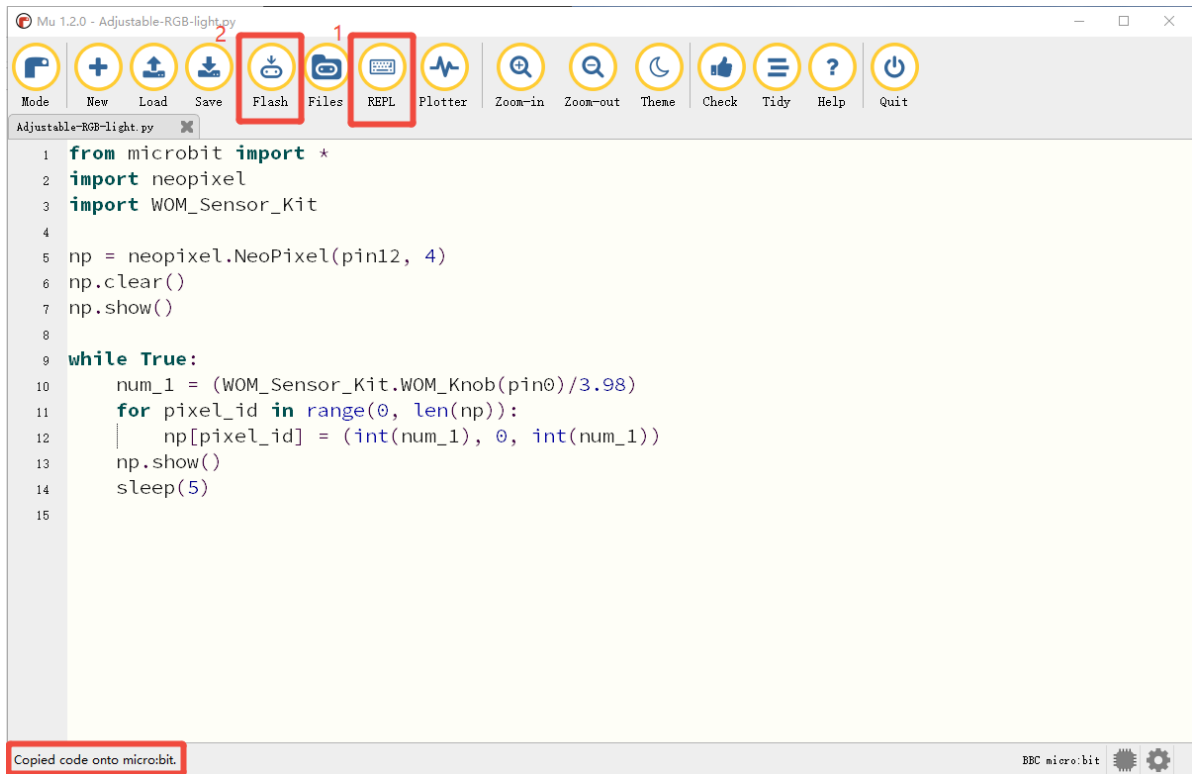 Mu 1.2.0 - Adjustable-RGB-light.py
2 1
Mode New Load Save Flash Files REPL Plotter Zoom-in Zoom-out Theme Check Tidy Help Quit
Adjustable-RGB-light.py
1 from microbit import *
2 import neopixel
3 import WOM_Sensor_Kit
4
5 np = neopixel.NeoPixel(pin12, 4)
6 np.clear()
7 np.show()
8
9 while True:
10     num_1 = (WOM_Sensor_Kit.WOM_Knob(pin0)/3.98)
11     for pixel_id in range(0, len(np)):
12         np[pixel_id] = (int(num_1), 0, int(num_1))
13     np.show()
14     sleep(5)
15
Copied code onto micro:bit. BBC micro:bit